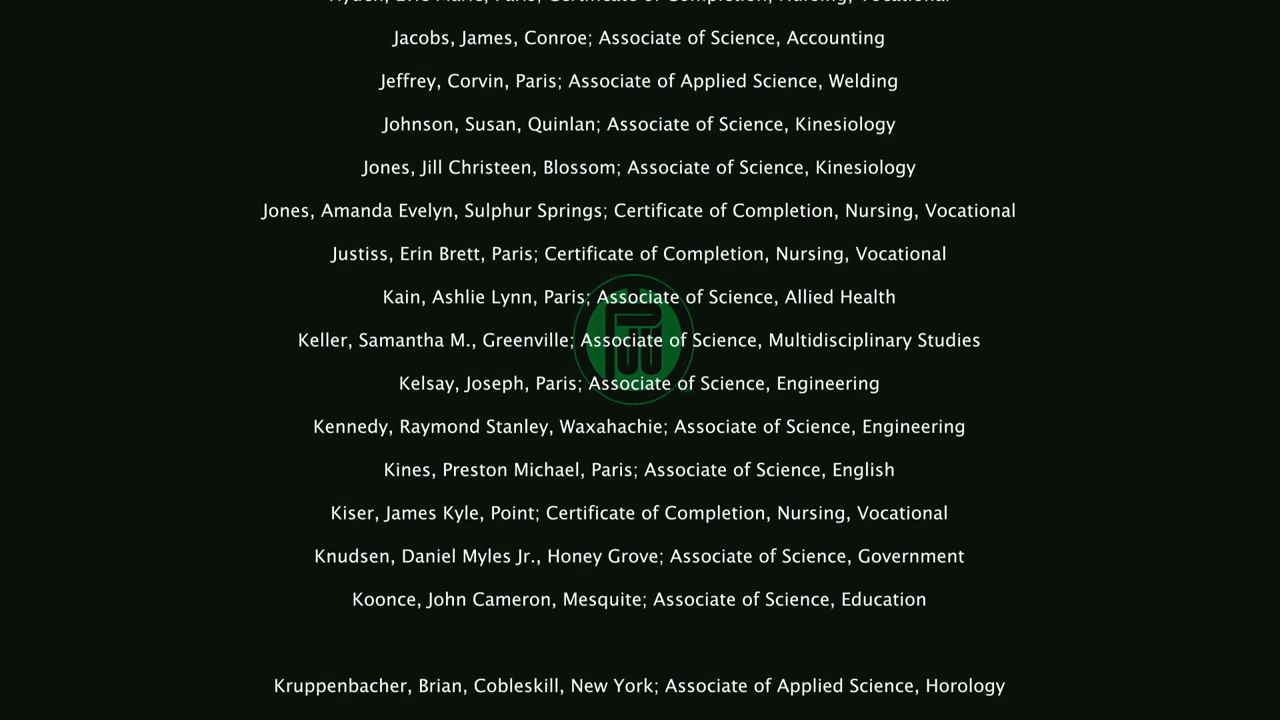 Jacobs, James, Conroe; Associate of Science, Accounting
Jeffrey, Corvin, Paris; Associate of Applied Science, Welding
Johnson, Susan, Quinlan; Associate of Science, Kinesiology
Jones, Jill Christeen, Blossom; Associate of Science, Kinesiology
Jones, Amanda Evelyn, Sulphur Springs; Certificate of Completion, Nursing, Vocational
Justiss, Erin Brett, Paris; Certificate of Completion, Nursing, Vocational
Kain, Ashlie Lynn, Paris; Associate of Science, Allied Health
Keller, Samantha M., Greenville; Associate of Science, Multidisciplinary Studies
Kelsay, Joseph, Paris; Associate of Science, Engineering
Kennedy, Raymond Stanley, Waxahachie; Associate of Science, Engineering
Kines, Preston Michael, Paris; Associate of Science, English
Kiser, James Kyle, Point; Certificate of Completion, Nursing, Vocational
Knudsen, Daniel Myles Jr., Honey Grove; Associate of Science, Government
Koonce, John Cameron, Mesquite; Associate of Science, Education
Kruppenbacher, Brian, Cobleskill, New York; Associate of Applied Science, Horology